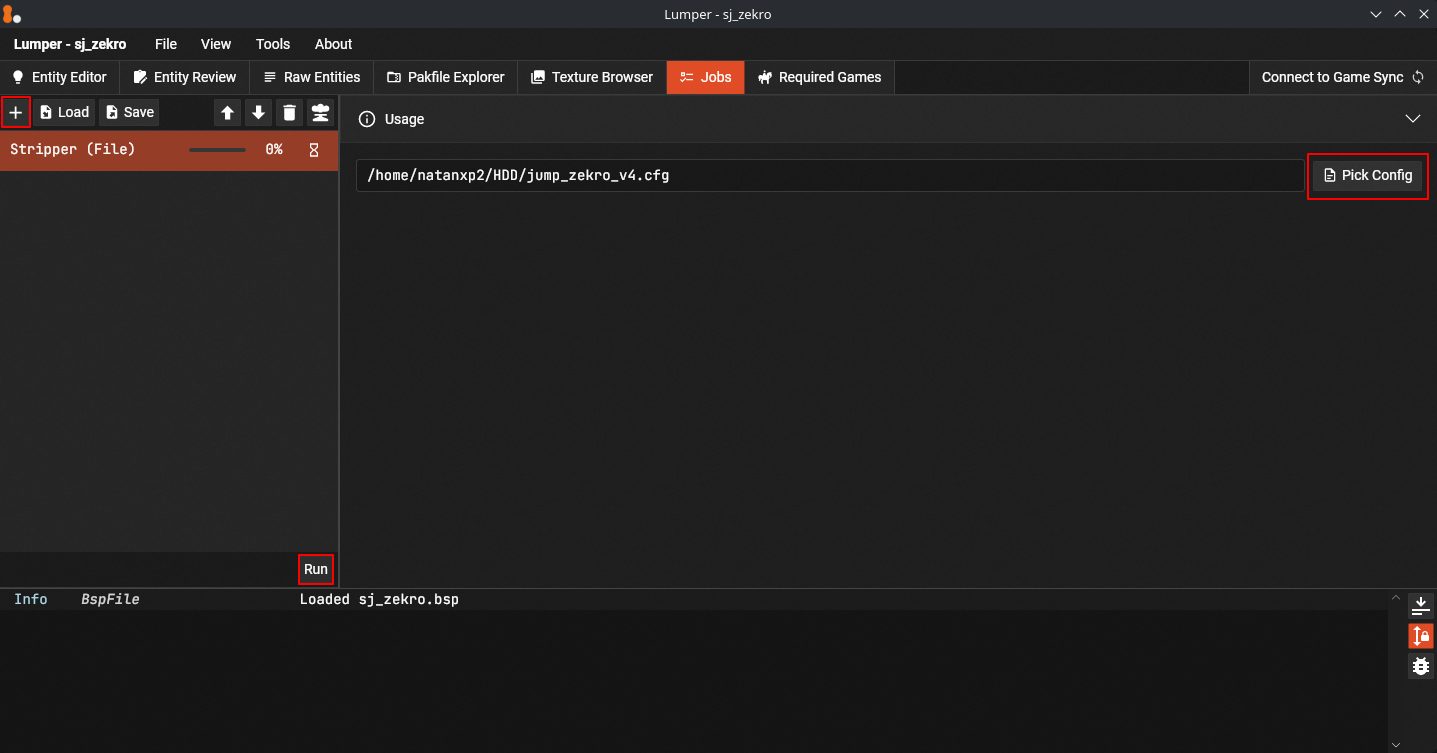 Lumper - sj_zekro
Lumper - sj_zekro File View Tools About
Entity Editor Entity Review Raw Entities Pakfile Explorer Texture Browser Jobs Required Games Connect to Game Sync
Load Save
Usage
Stripper (File) 0%
/home/natanxp2/HDD/jump_zekro_v4.cfg Pick Config
Run
Info BspFile Loaded sj_zekro.bsp